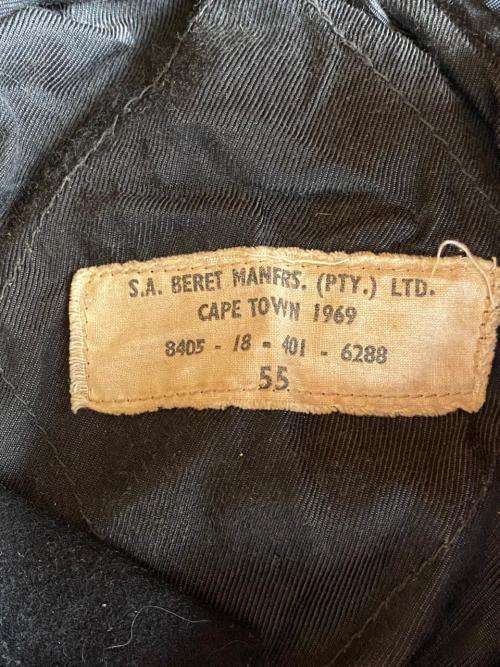 S.A. BERET MANFRS. (PTY.) LTD.
CAPE TOWN 1969
8405 - 18 - 401 - 6288
55